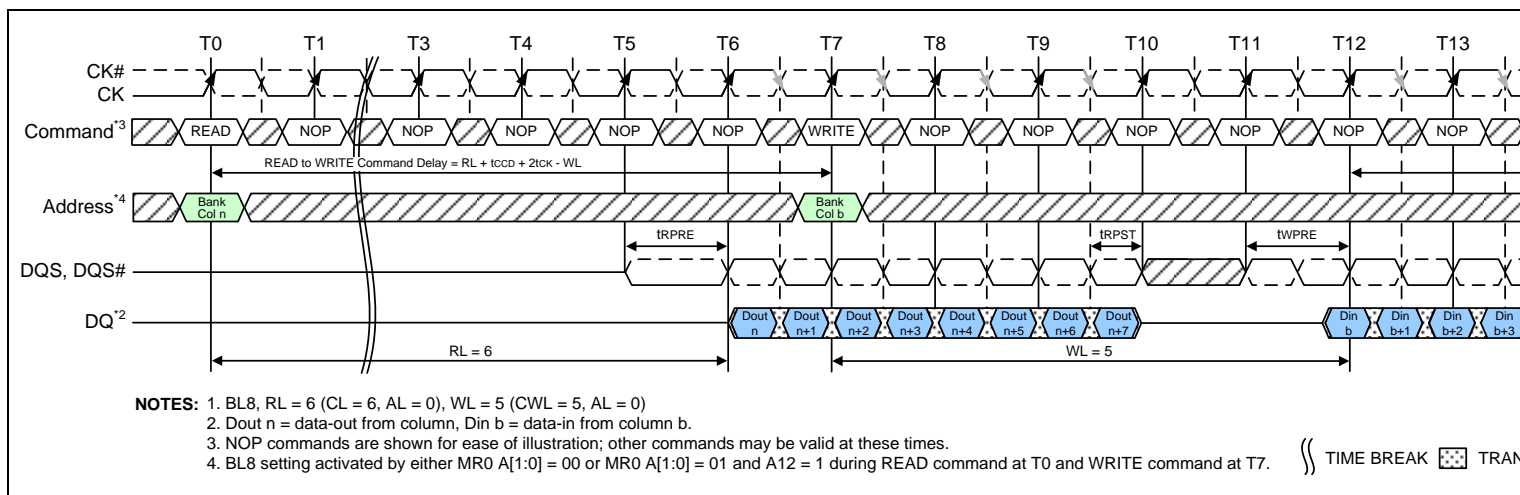 T0 T1 T3 T4 T5 T6 T7 T8 T9 T10 T11 T12 T13
CK#
CK
Command*3 READ NOP NOP NOP NOP NOP WRITE NOP NOP NOP NOP NOP NOP
READ to WRITE Command Delay = RL + tCCD + 2tCK - WL
Address*4 Bank Col n Bank Col b
tRPRE tRPST tWPRE
DQS, DQS#
DQ*2 Dout n Dout n+1 Dout n+2 Dout n+3 Dout n+4 Dout n+5 Dout n+6 Dout n+7 Din b Din b+1 Din b+2 Din b+3
RL = 6 WL = 5
NOTES: 1. BL8, RL = 6 (CL = 6, AL = 0), WL = 5 (CWL = 5, AL = 0)
2. Dout n = data-out from column, Din b = data-in from column b.
3. NOP commands are shown for ease of illustration; other commands may be valid at these times.
4. BL8 setting activated by either MR0 A[1:0] = 00 or MR0 A[1:0] = 01 and A12 = 1 during READ command at T0 and WRITE command at T7.
TIME BREAK TRAN